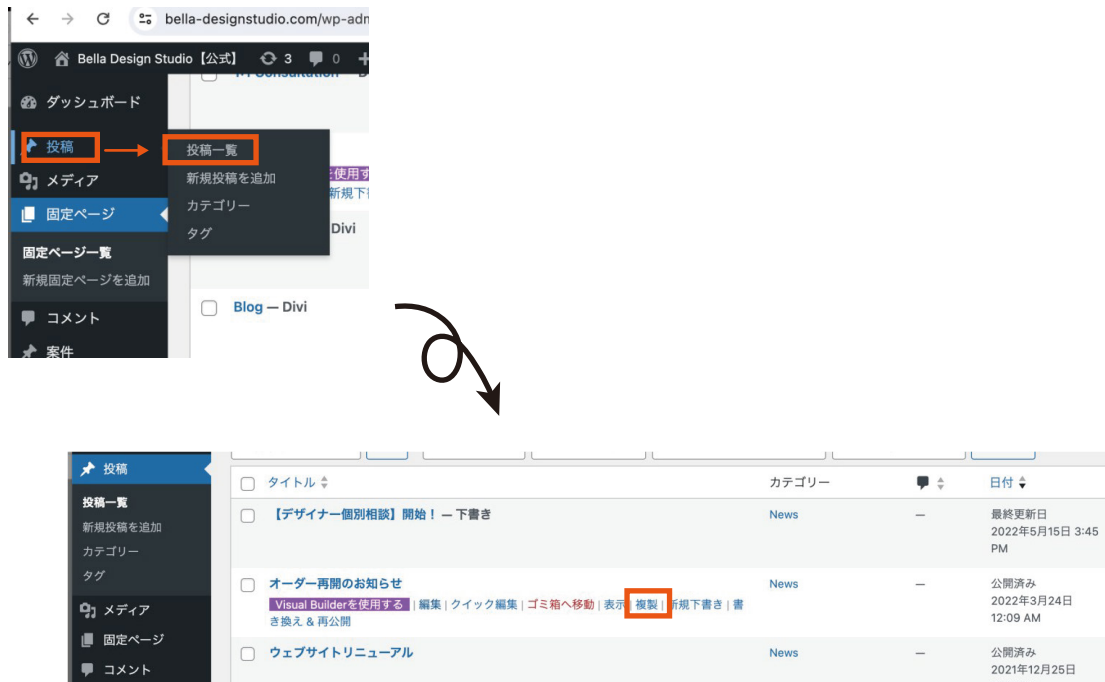 bella-designstudio.com/wp-adm
Bella Design Studio【公式】 3 0
ダッシュボード
投稿
投稿一覧
新規投稿を追加
カテゴリー
タグ
メディア
を使用す
新規下
固定ページ
Divi
固定ページ一覧
新規固定ページを追加
コメント
Blog — Divi
案件
投稿
投稿一覧
新規投稿を追加
カテゴリー
タグ
メディア
固定ページ
コメント
タイトル カテゴリー 日付
【デザイナー個別相談】開始！ — 下書き News — 最終更新日
2022年5月15日 3:45
PM
オーダー再開のお知らせ News — 公開済み
Visual Builderを使用する | 編集 | クイック編集 | ゴミ箱へ移動 | 表示 | 複製 | 新規下書き | 書
き換え & 再公開
2022年3月24日
12:09 AM
ウェブサイトリニューアル News — 公開済み
2021年12月25日